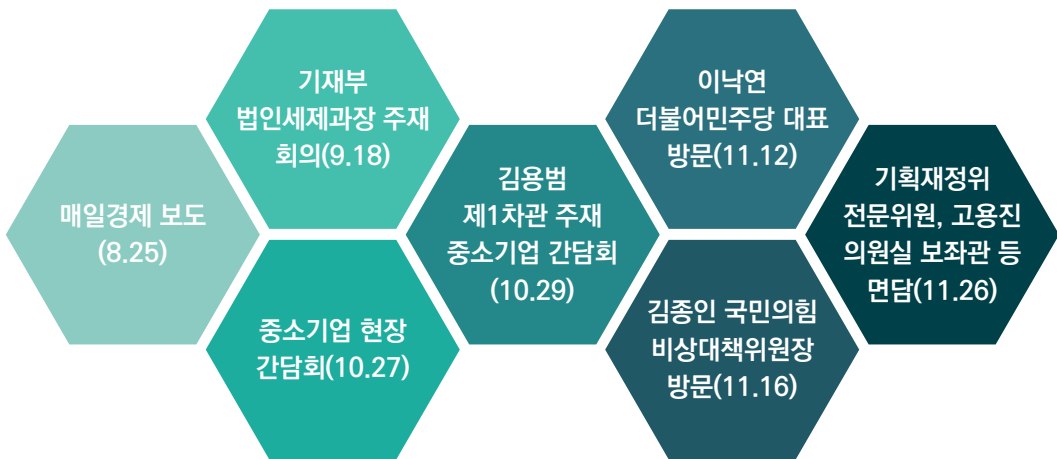 매일경제 보도
(8.25)
기재부
법인세제과장 주재
회의(9.18)
중소기업 현장
간담회(10.27)
김용범
제1차관 주재
중소기업 간담회
(10.29)
이낙연
더불어민주당 대표
방문(11.12)
김종인 국민의힘
비상대책위원장
방문(11.16)
기획재정위
전문위원, 고용진
의원실 보좌관 등
면담(11.26)